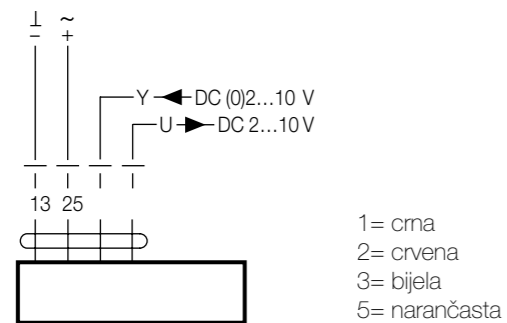 ⊥ ~
− +
Y DC (0)2...10 V
U DC 2...10 V
13 25
1= crna
2= crvena
3= bijela
5= narančasta